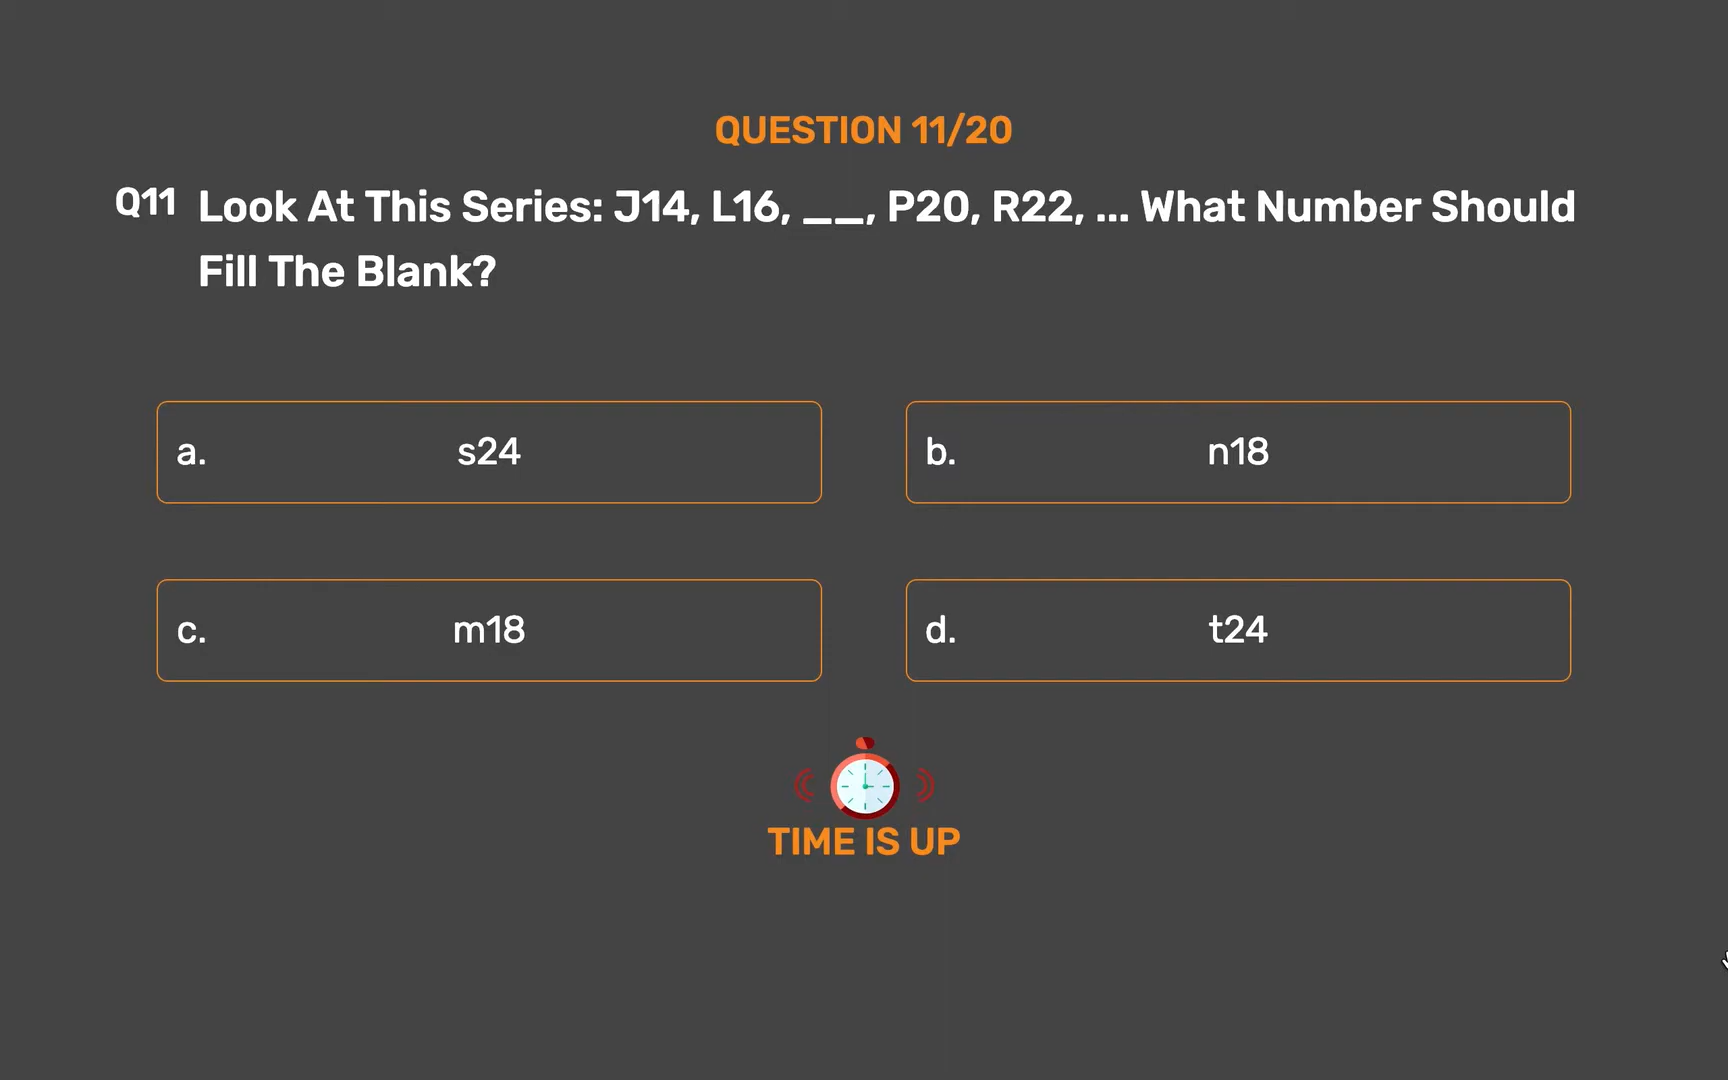 QUESTION 11/20
Q11 Look At This Series: J14, L16, __, P20, R22, ... What Number Should
Fill The Blank?
a. s24
b. n18
c. m18
d. t24
TIME IS UP